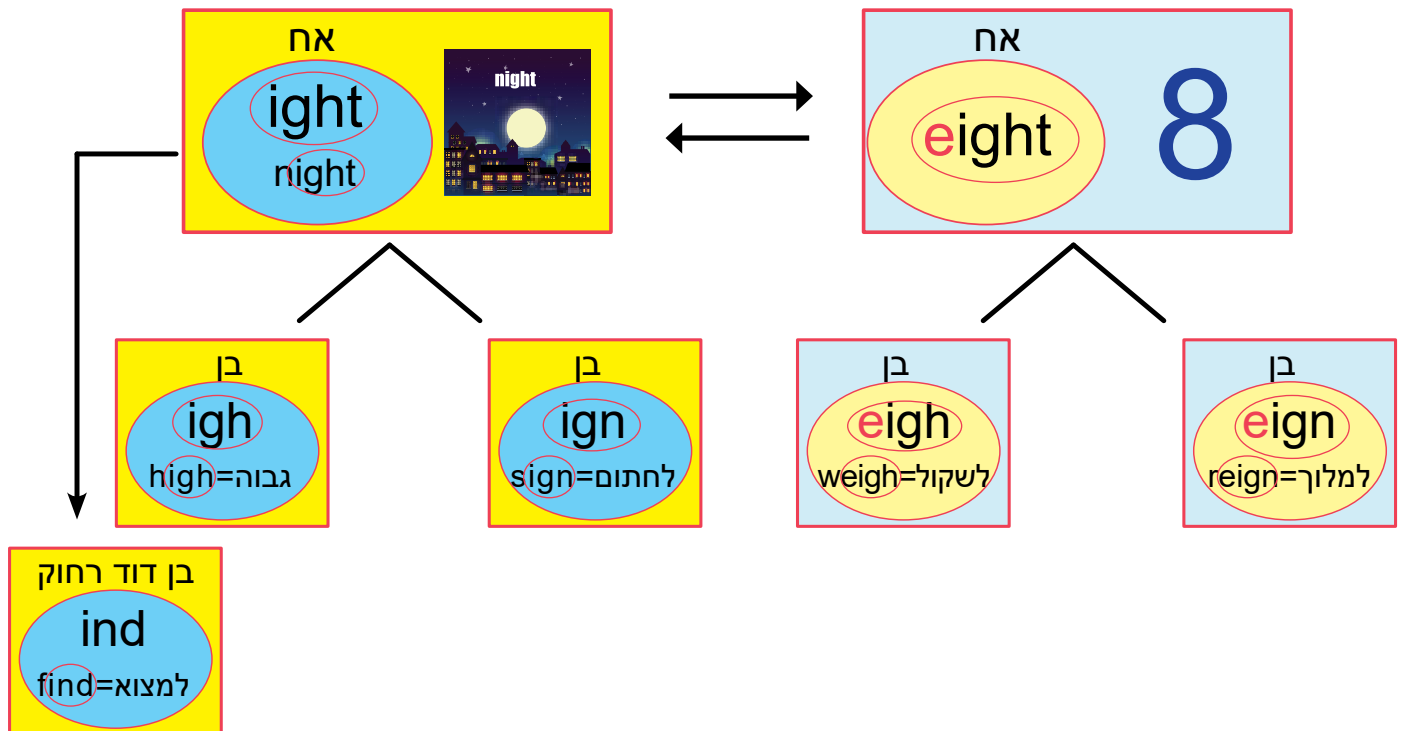 אח
ight
night
night
אח
eight
8
בן
igh
high=גבוה
בן
ign
sign=לחתום
בן
eigh
weigh=לשקול
בן
eign
reign=למלוך
בן דוד רחוק
ind
find=למצוא